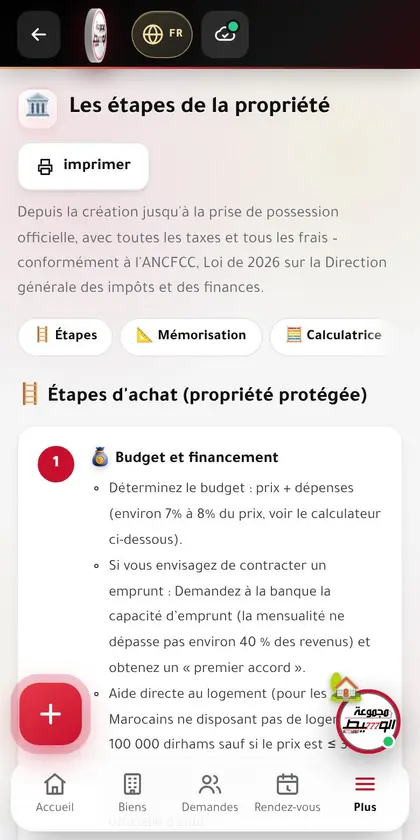 FR
Les étapes de la propriété
imprimer
Depuis la création jusqu'à la prise de possession
officielle, avec toutes les taxes et tous les frais –
conformément à l'ANCFCC, Loi de 2026 sur la Direction
générale des impôts et des finances.
Étapes
Mémorisation
Calculatrice
Étapes d'achat (propriété protégée)
1
Budget et financement
Déterminez le budget : prix + dépenses
(environ 7% à 8% du prix, voir le calculateur
ci-dessous).
Si vous envisagez de contracter un
emprunt : Demandez à la banque la
capacité d'emprunt (la mensualité ne
dépasse pas environ 40 % des revenus) et
obtenez un « premier accord ».
Aide directe au logement (pour les
Marocains ne disposant pas de
100 000 dirhams sauf si le prix est ≤
مجموعة
الوسيط
777
Accueil
Biens
Demandes
Rendez-vous
Plus